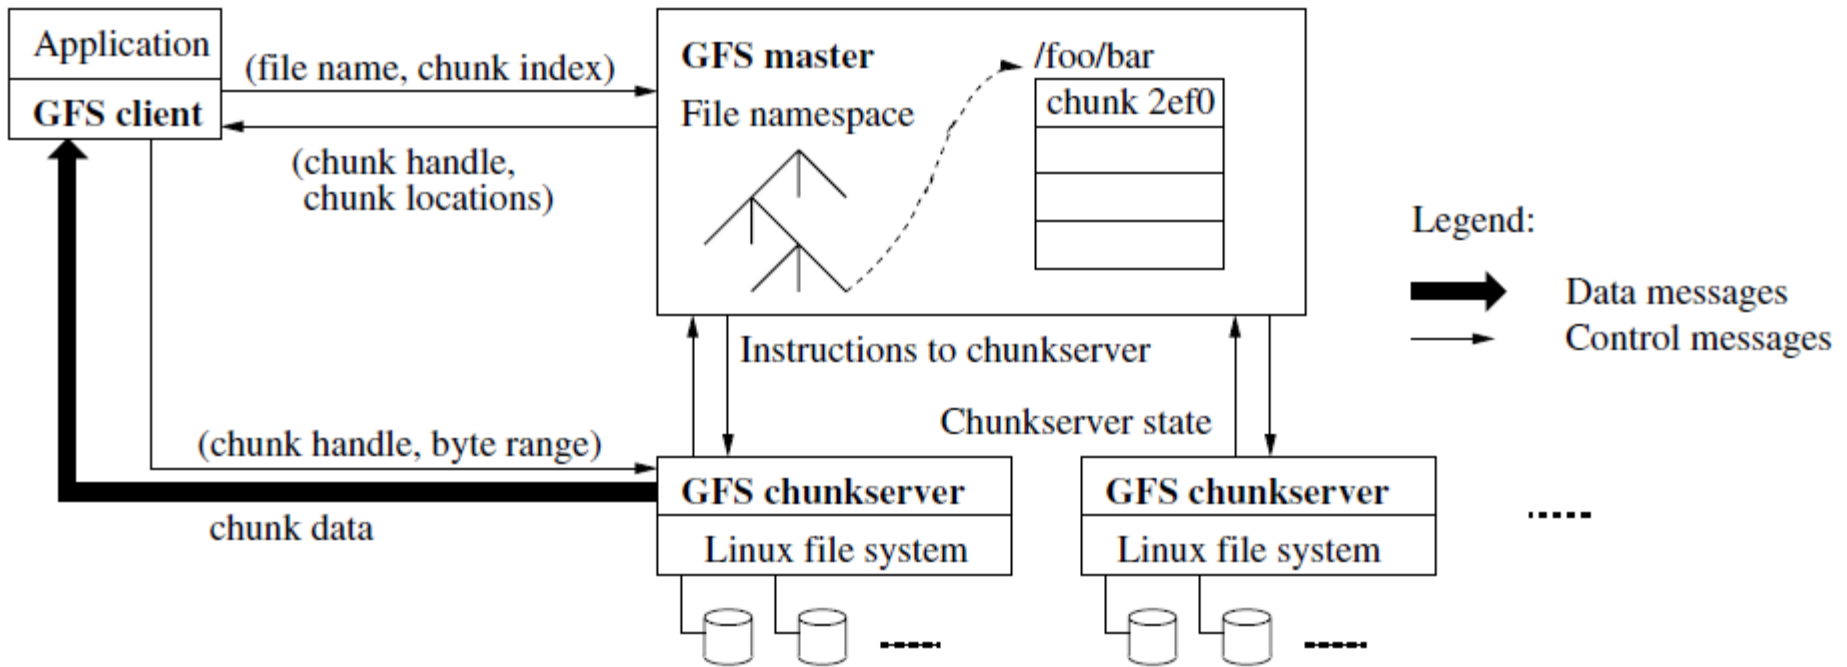 Application
GFS client
(file name, chunk index)
(chunk handle,
chunk locations)
GFS master
File namespace
/foo/bar
chunk 2ef0
Legend:
Data messages
Control messages
Instructions to chunkserver
Chunkserver state
(chunk handle, byte range)
chunk data
GFS chunkserver
Linux file system
GFS chunkserver
Linux file system